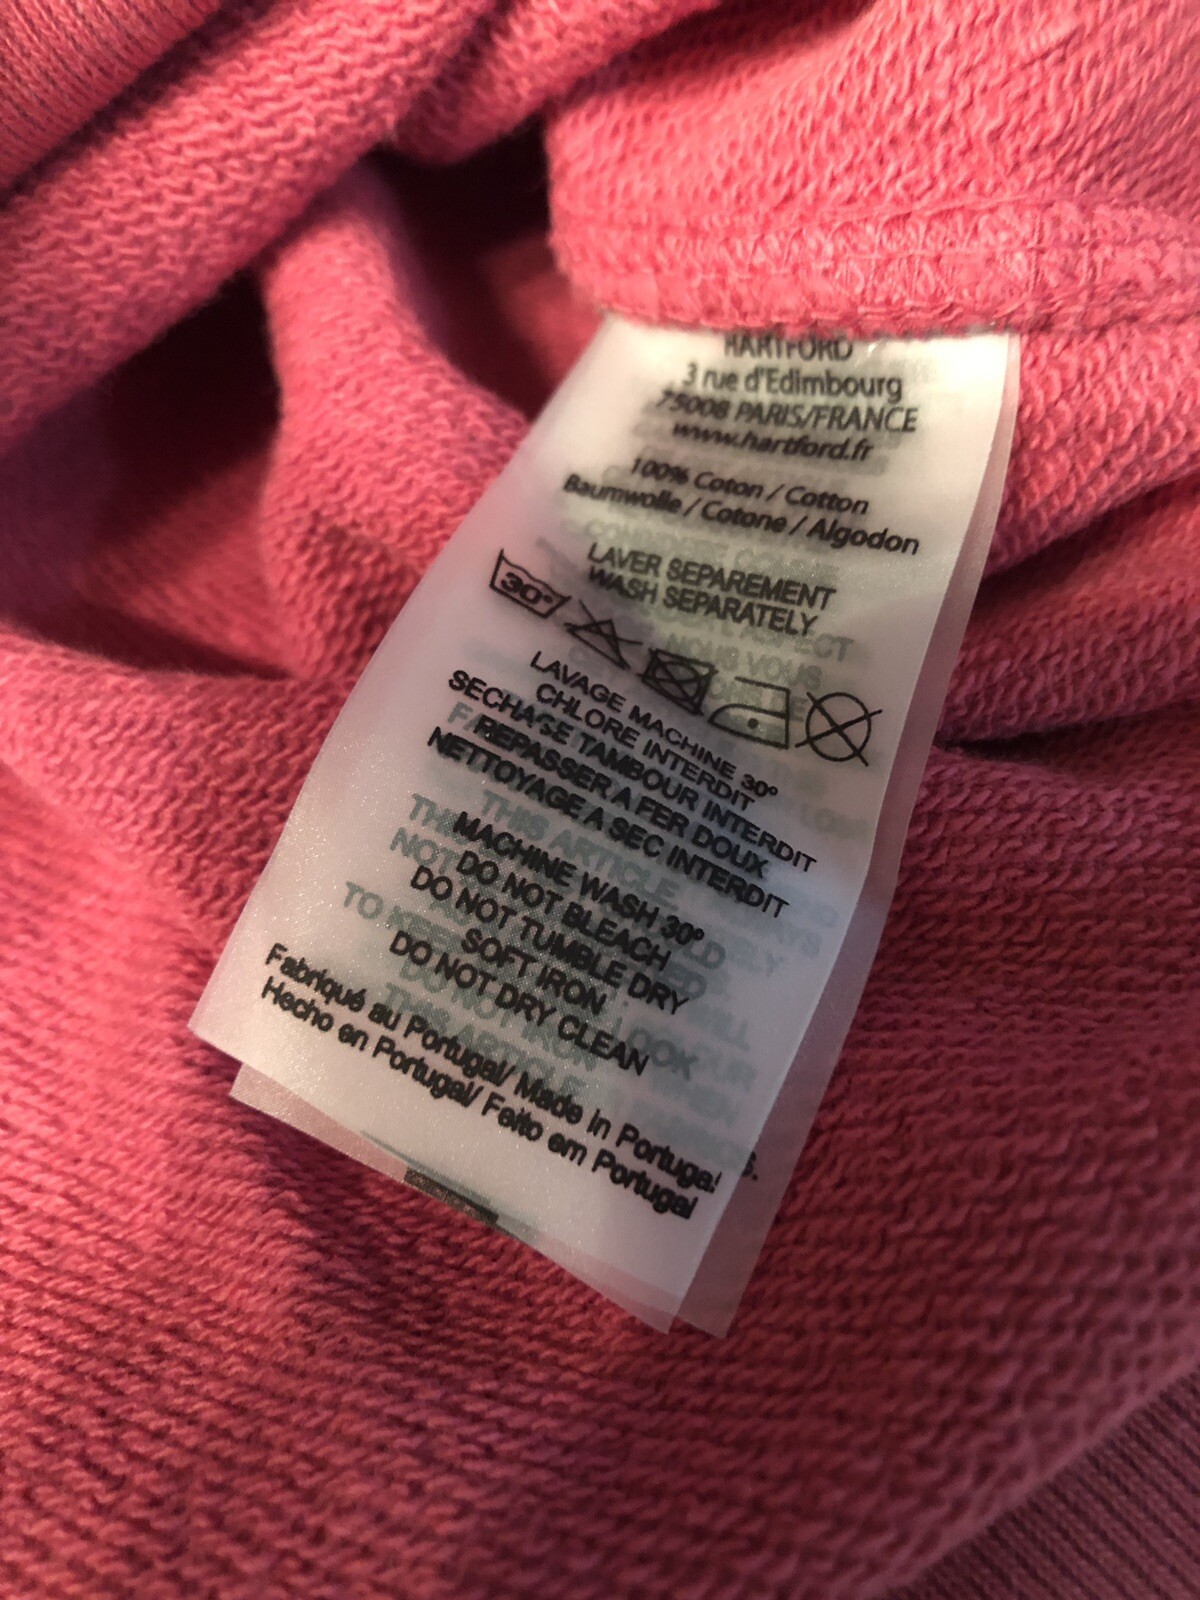 HARTFORD
3 rue d'Edimbourg
75008 PARIS/FRANCE
www.hartford.fr
100% Coton / Cotton
Baumwolle / Cotone / Algodon
LAVER SEPAREMENT
WASH SEPARATELY
30°
LAVAGE MACHINE 30º
CHLORE INTERDIT
SECHAGE TAMBOUR INTERDIT
REPASSER A FER DOUX
NETTOYAGE A SEC INTERDIT
MACHINE WASH 30º
DO NOT BLEACH
DO NOT TUMBLE DRY
SOFT IRON
DO NOT DRY CLEAN
Fabriqué au Portugal/ Made in Portugal/
Hecho en Portugal/ Feito em Portugal